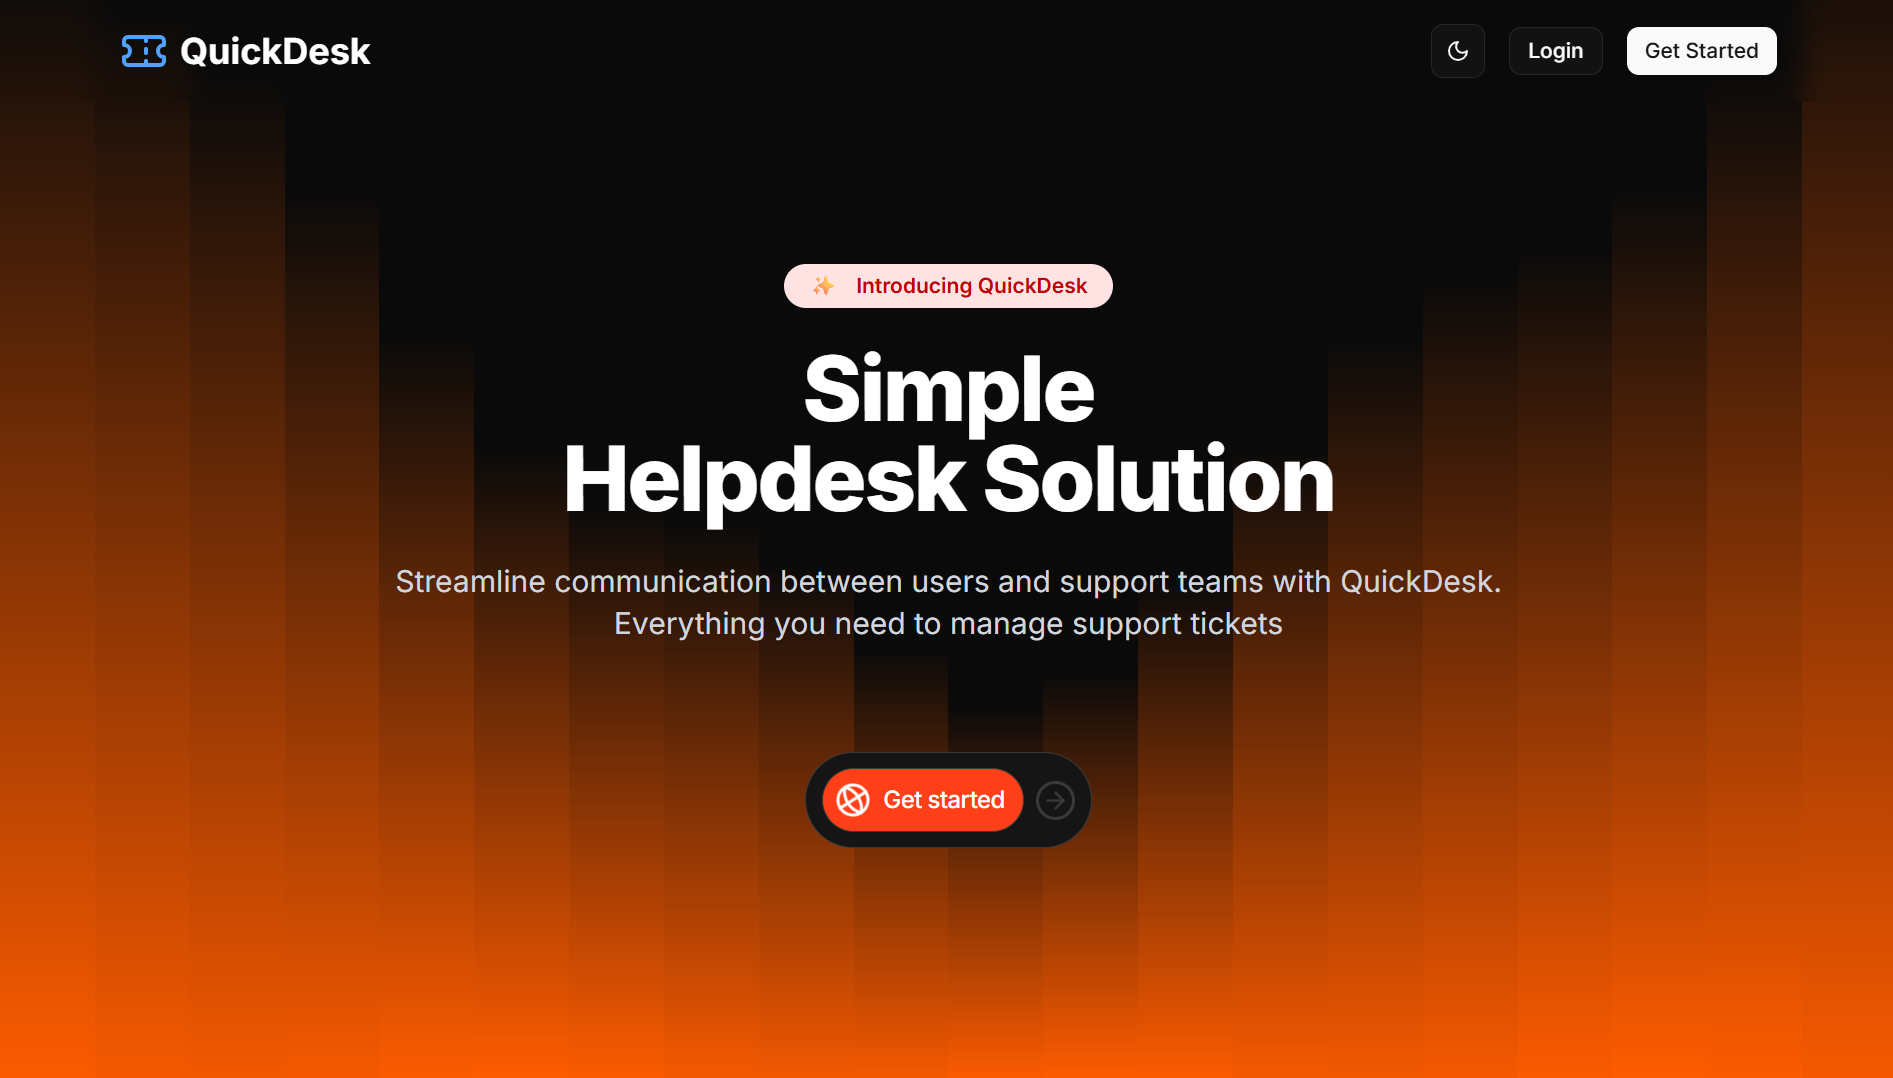 QuickDesk
Login
Get Started
✨ Introducing QuickDesk
Simple
Helpdesk Solution
Streamline communication between users and support teams with QuickDesk.
Everything you need to manage support tickets
Get started